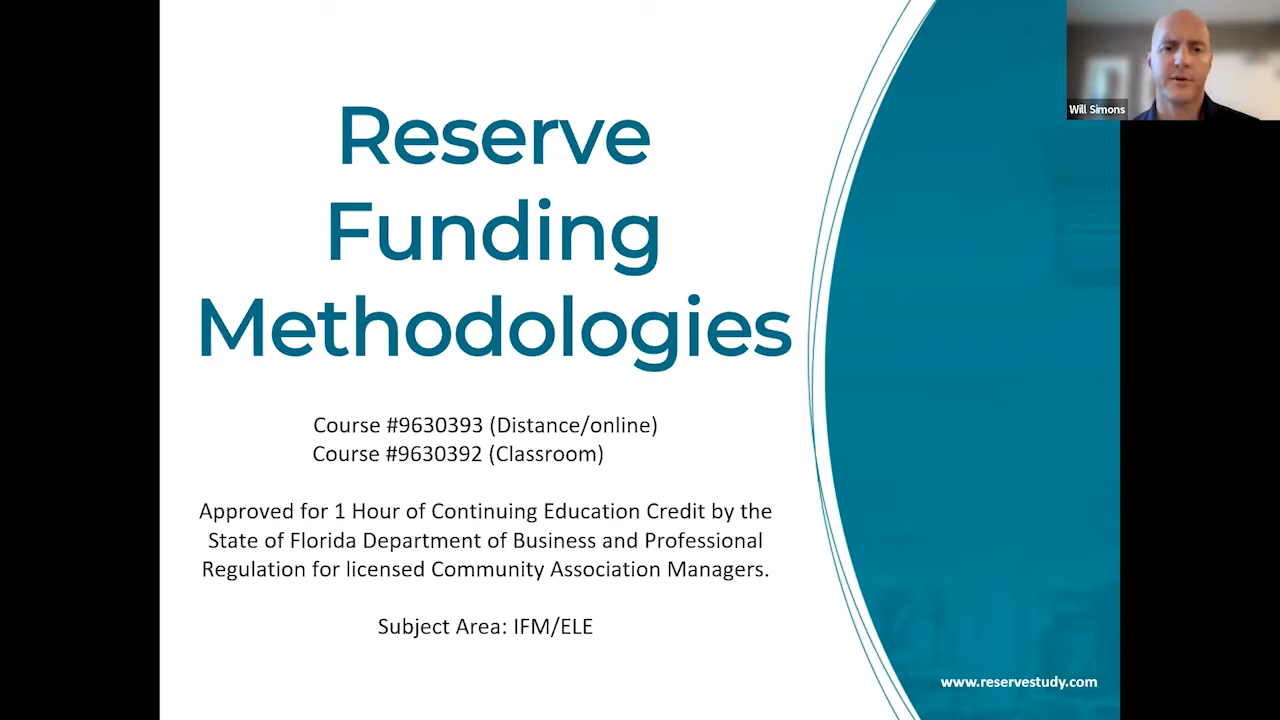 Reserve
Funding
Methodologies
Course #9630393 (Distance/online)
Course #9630392 (Classroom)
Approved for 1 Hour of Continuing Education Credit by the
State of Florida Department of Business and Professional
Regulation for licensed Community Association Managers.
Subject Area: IFM/ELE
www.reservestudy.com
Will Simons